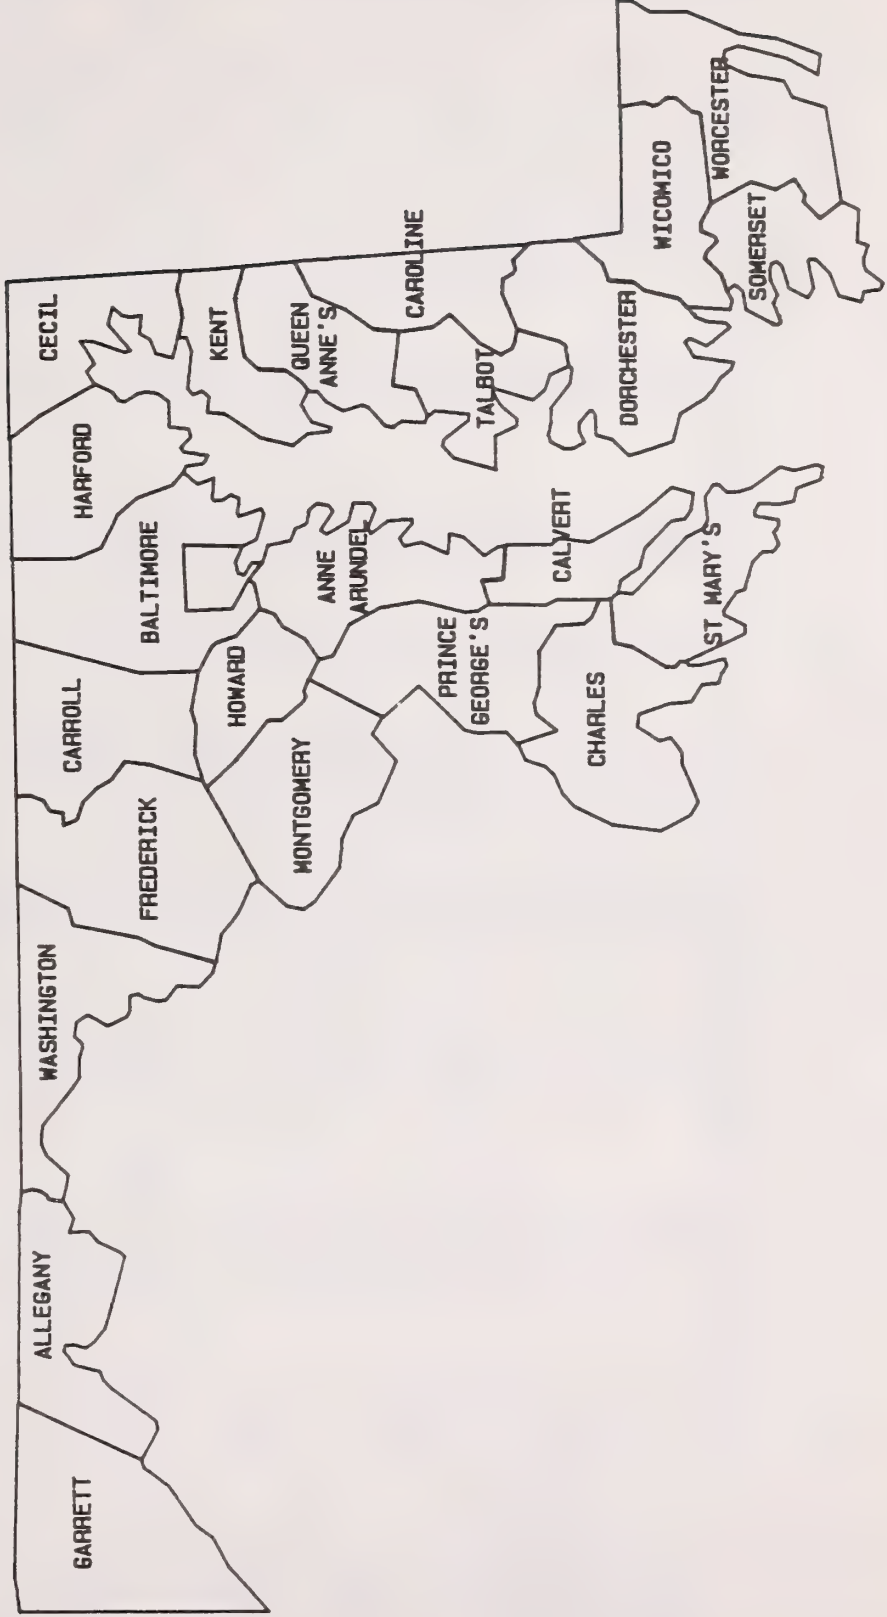 GARRETT
ALLEGANY
WASHINGTON
FREDERICK
CARROLL
BALTIMORE
HARFORD
CECIL
MONTGOMERY
HOWARD
ANNE
ARUNDEL
KENT
QUEEN
ANNE'S
PRINCE
GEORGE'S
CAROLINE
TALBOT
CHARLES
CALVERT
DORCHESTER
ST MARY'S
WICOMICO
SOMERSET
WORCESTER